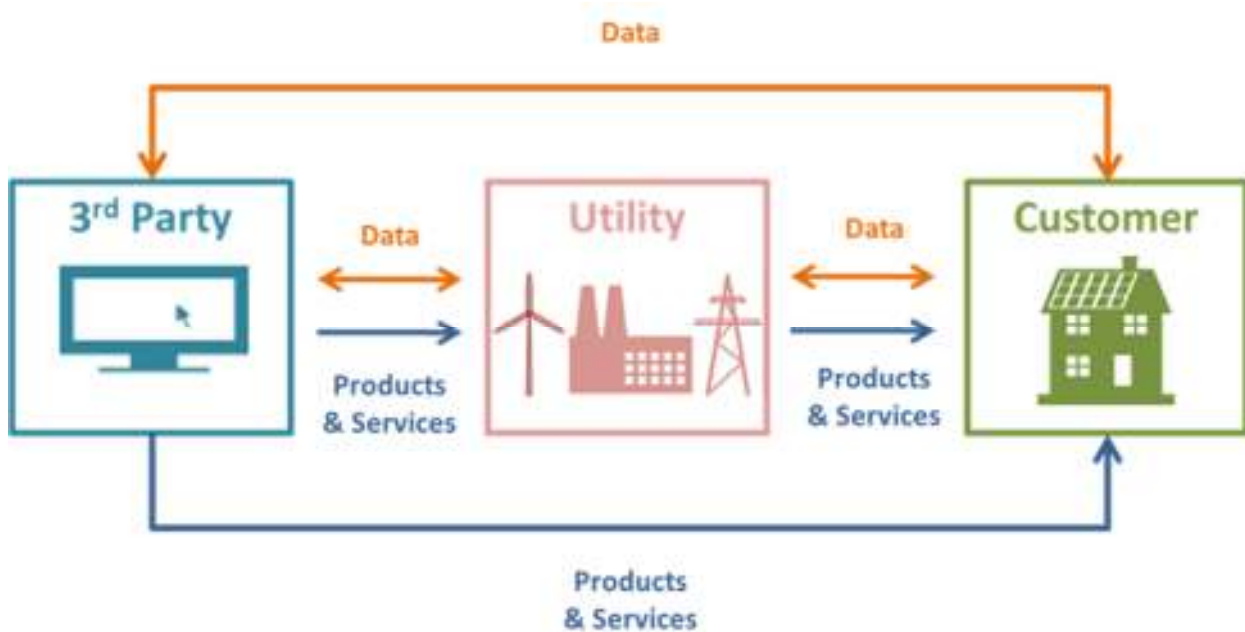 Data
3rd Party
Utility
Customer
Data
Data
Products
& Services
Products
& Services
Products
& Services